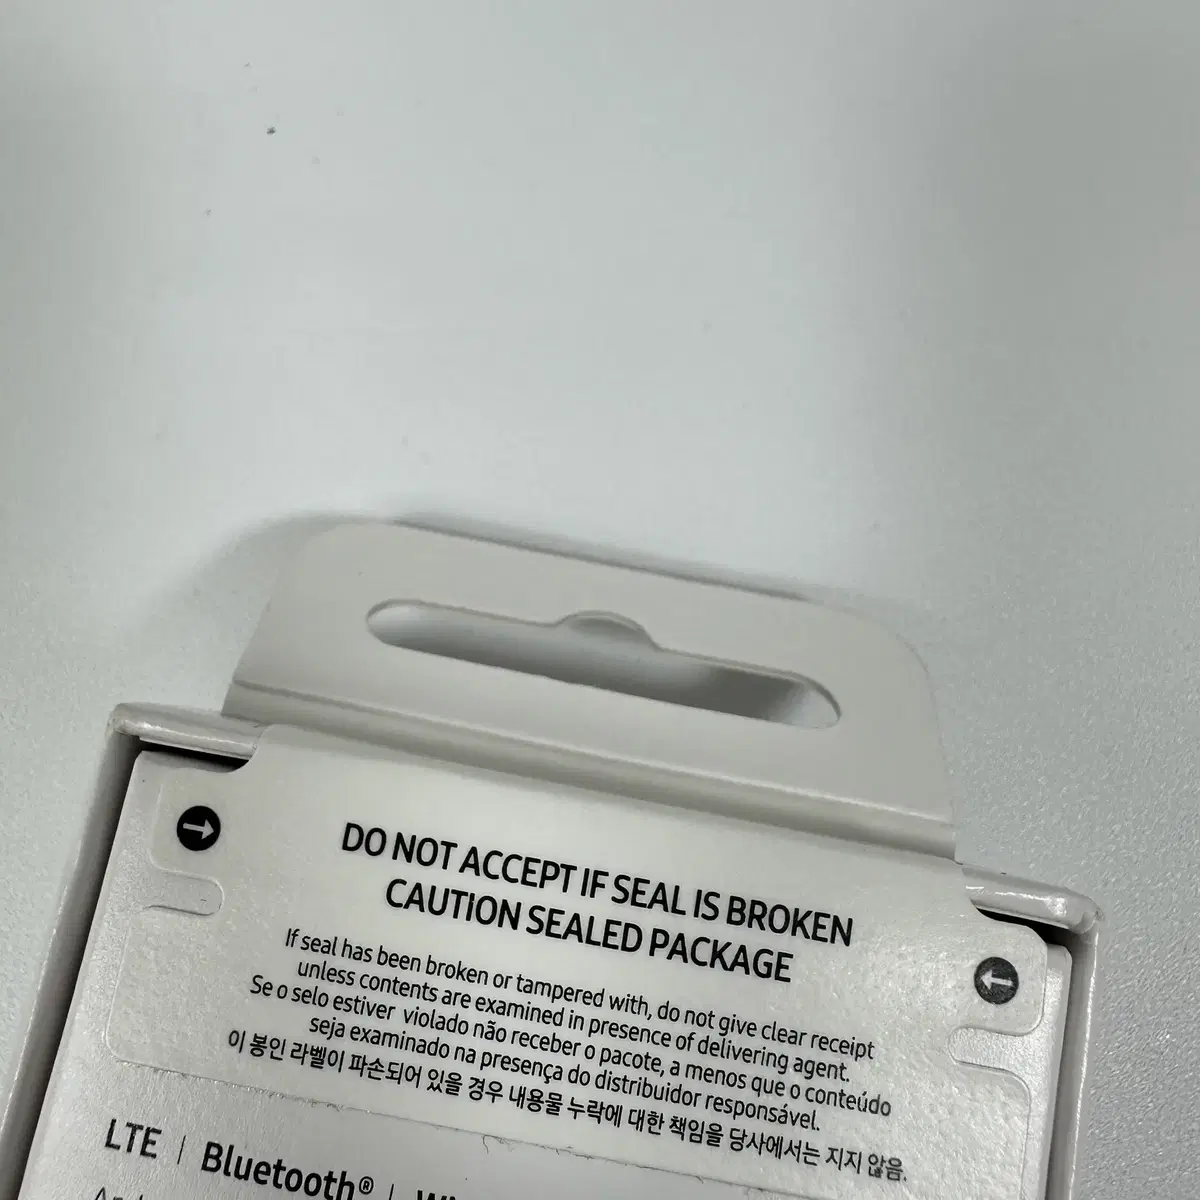 DO NOT ACCEPT IF SEAL IS BROKEN
CAUTION SEALED PACKAGE
If seal has been broken or tampered with, do not give clear receipt
unless contents are examined in presence of delivering agent.
Se o selo estiver violado não receber o pacote, a menos que o conteúdo
seja examinado na presença do distribuidor responsável.
이 봉인 라벨이 파손되어 있을 경우 내용물 누락에 대한 책임을 당사에서는 지지 않음.
LTE | Bluetooth® |